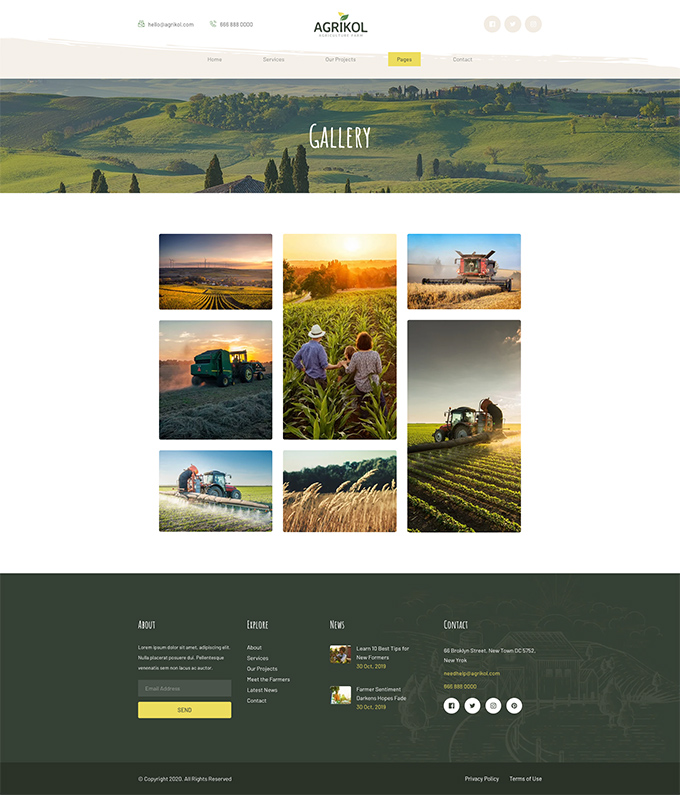 hello@agrikol.com
866 888 0000
AGRIKOL
AGRICULTURE FARM
Home
Services
Our Projects
Pages
Contact
Gallery
About
Lorem ipsum dolor sit amet, adipiscing elit.
Nulla placerat posuere dui. Pellentesque
venenatis sem non lacus ac auctor.
Email Address
SEND
Explore
About
Services
Our Projects
Meet the Farmers
Latest News
Contact
News
Learn 10 Best Tips for
New Formers
30 Oct, 2019
Farmer Sentiment
Darkens Hopes Fade
30 Oct, 2019
Contact
66 Broklyn Street, New Town DC 5752,
New Yrok
needhelp@agrikol.com
866 888 0000
© Copyright 2020. All Rights Reserved
Privacy Policy
Terms of Use